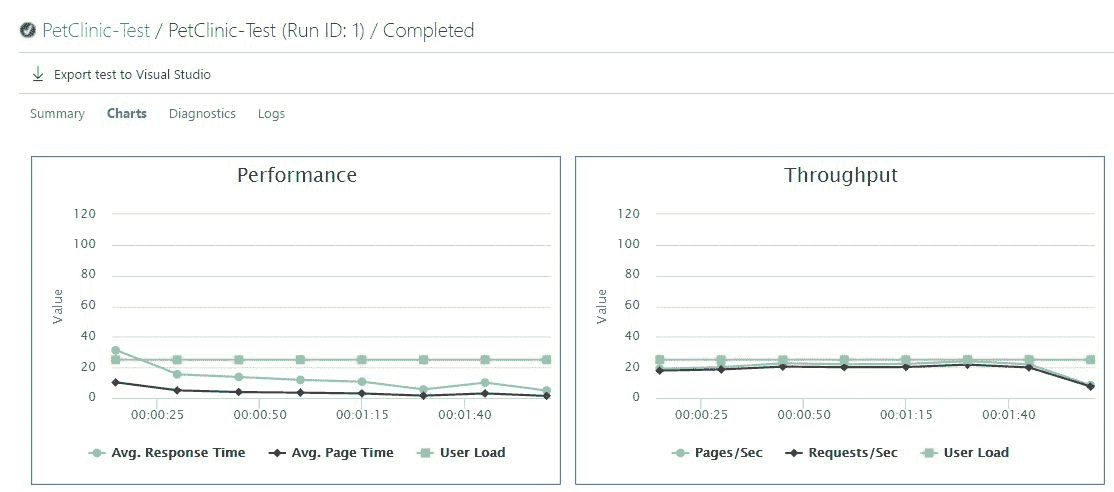 PetClinic-Test / PetClinic-Test (Run ID: 1) / Completed
Export test to Visual Studio
Summary Charts Diagnostics Logs
Performance
120
100
80
60
40
20
0
Value
00:00:25 00:00:50 00:01:15 00:01:40
Avg. Response Time Avg. Page Time User Load
Throughput
120
100
80
60
40
20
0
Value
00:00:25 00:00:50 00:01:15 00:01:40
Pages/Sec Requests/Sec User Load